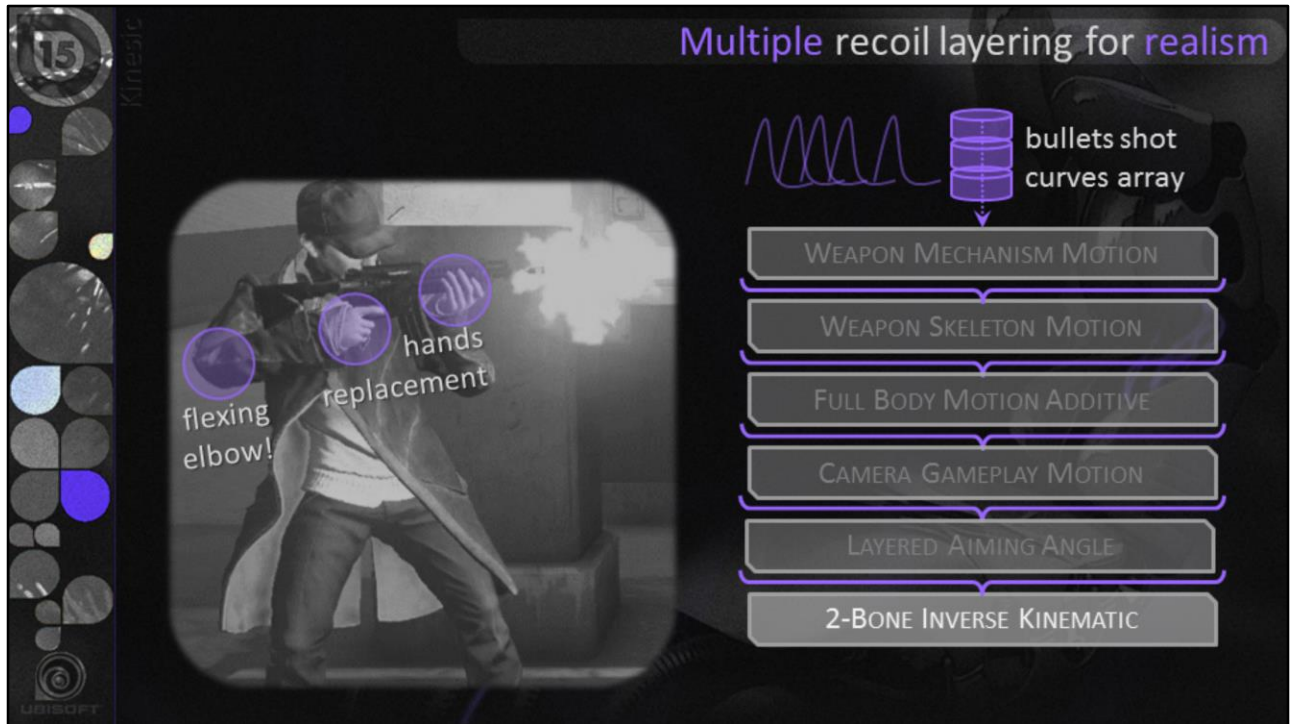 15
Kinesic
Multiple recoil layering for realism
bullets shot
curves array
WEAPON MECHANISM MOTION
WEAPON SKELETON MOTION
FULL BODY MOTION ADDITIVE
CAMERA GAMEPLAY MOTION
LAYERED AIMING ANGLE
2-BONE INVERSE KINEMATIC
hands
replacement
flexing
elbow!
UBISOFT